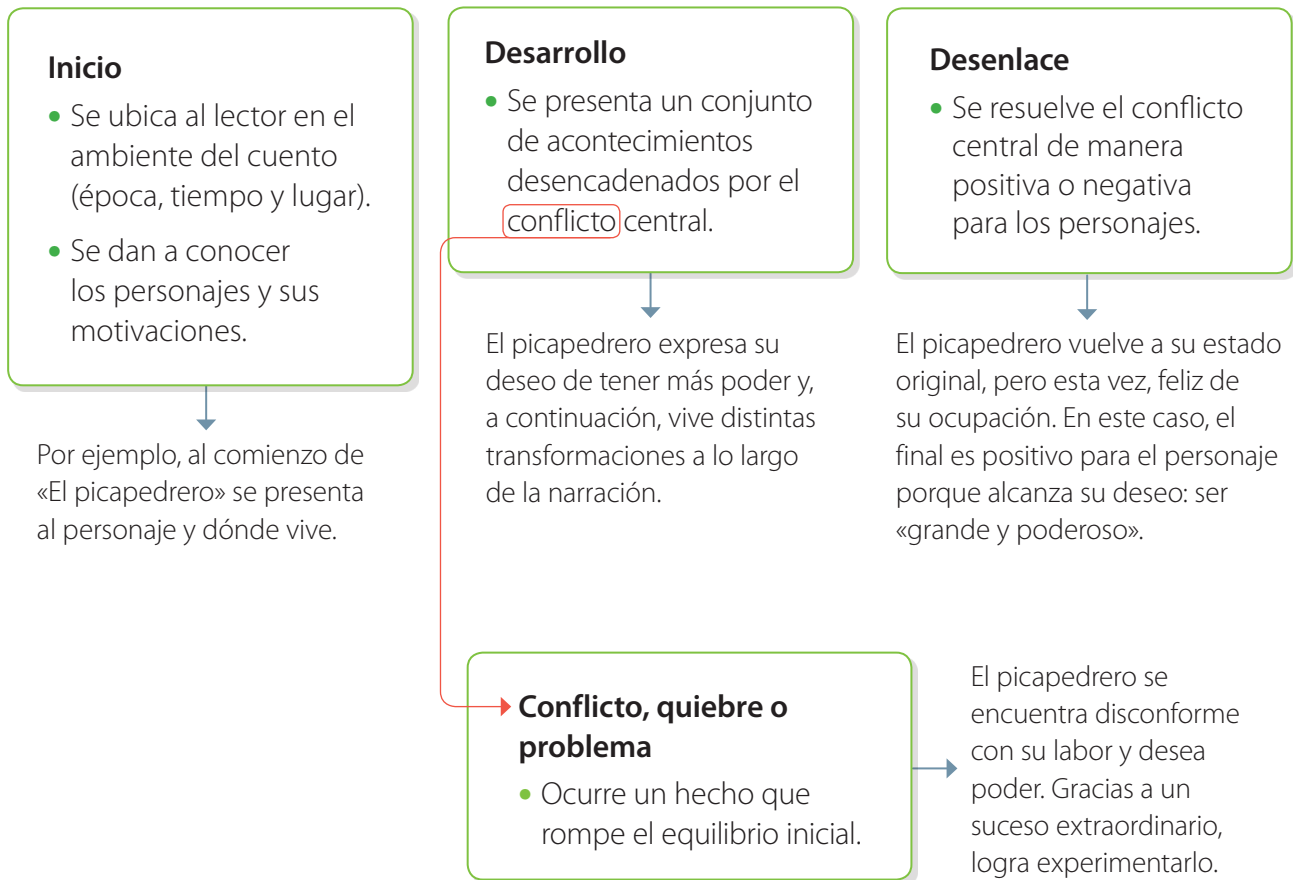 Inicio
• Se ubica al lector en el
ambiente del cuento
(época, tiempo y lugar).
• Se dan a conocer
los personajes y sus
motivaciones.
Por ejemplo, al comienzo de
«El picapedrero» se presenta
al personaje y dónde vive.
Desarrollo
• Se presenta un conjunto
de acontecimientos
desencadenados por el
conflicto central.
El picapedrero expresa su
deseo de tener más poder y,
a continuación, vive distintas
transformaciones a lo largo
de la narración.
Desenlace
• Se resuelve el conflicto
central de manera
positiva o negativa
para los personajes.
El picapedrero vuelve a su estado
original, pero esta vez, feliz de
su ocupación. En este caso, el
final es positivo para el personaje
porque alcanza su deseo: ser
«grande y poderoso».
Conflicto, quiebre o
problema
• Ocurre un hecho que
rompe el equilibrio inicial.
El picapedrero se
encuentra disconforme
con su labor y desea
poder. Gracias a un
suceso extraordinario,
logra experimentarlo.